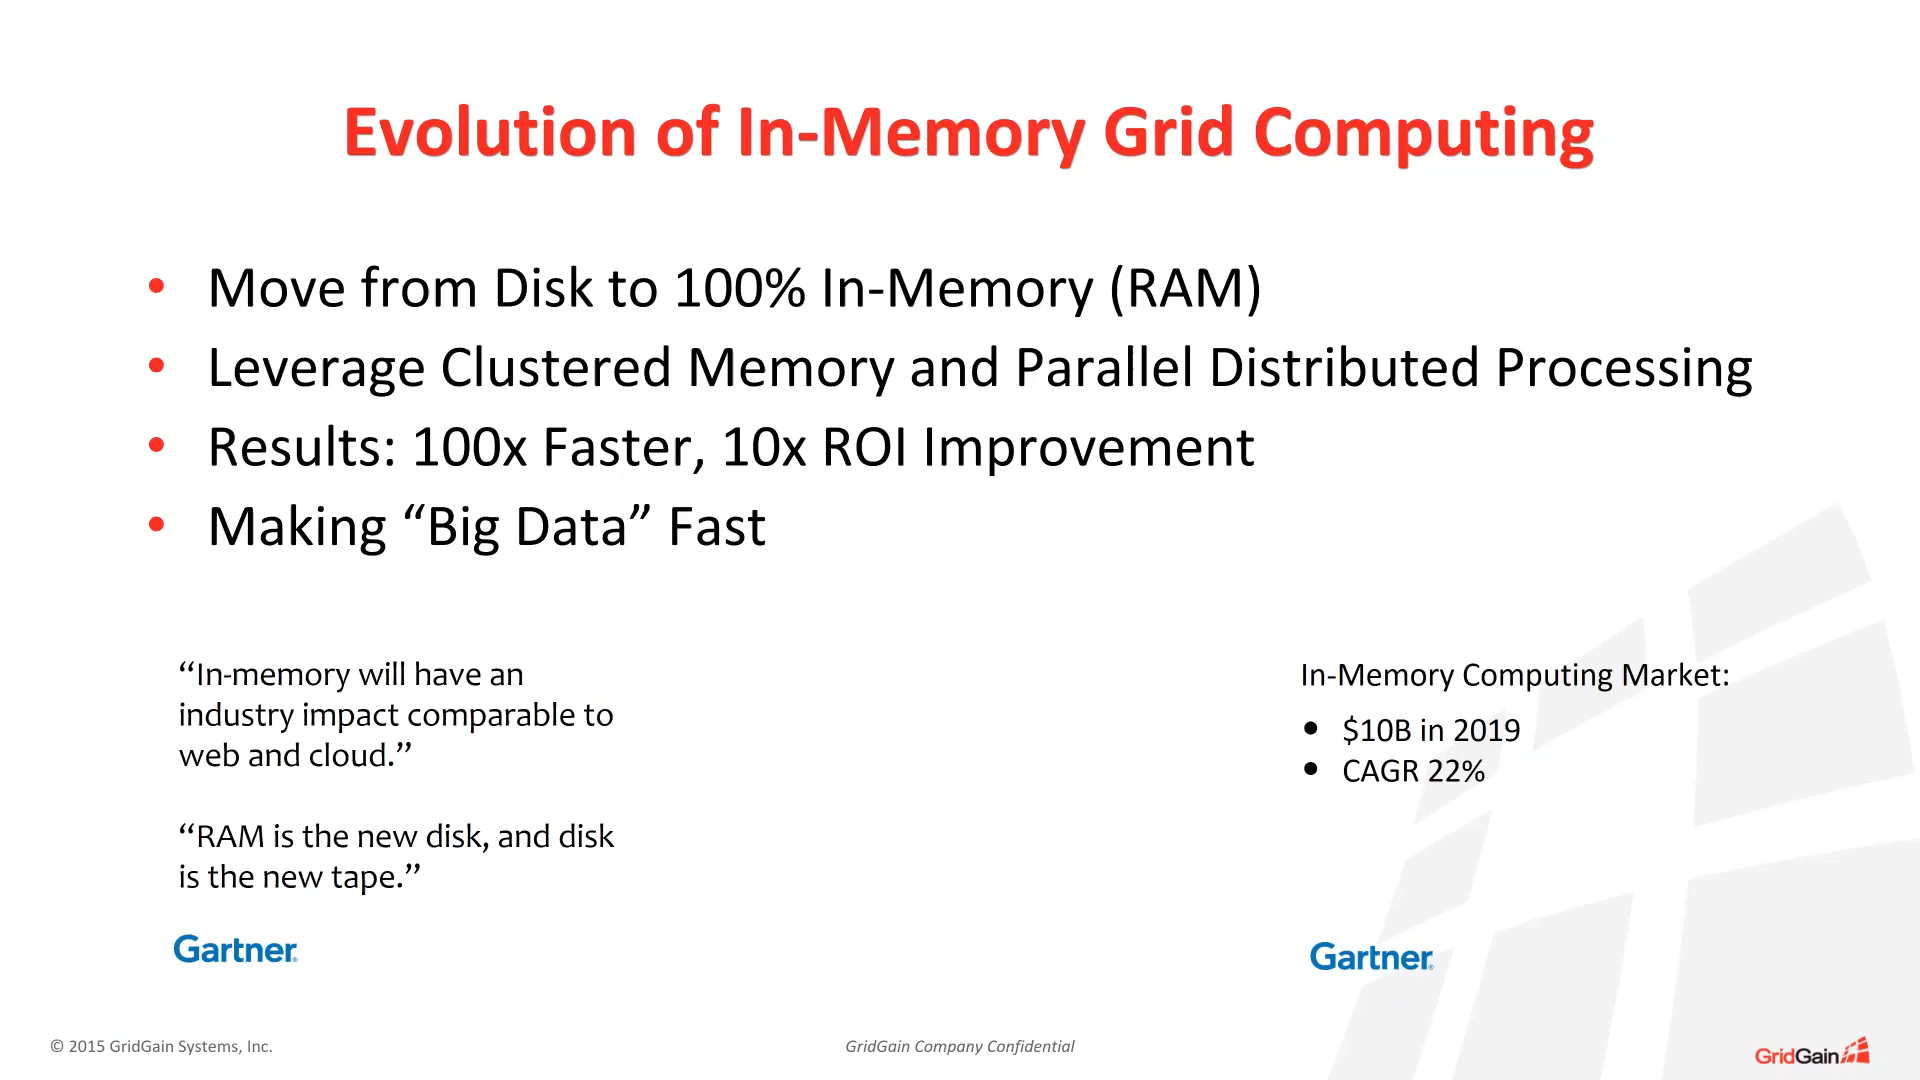 Evolution of In-Memory Grid Computing
• Move from Disk to 100% In-Memory (RAM)
• Leverage Clustered Memory and Parallel Distributed Processing
• Results: 100x Faster, 10x ROI Improvement
• Making “Big Data” Fast
“In-memory will have an
industry impact comparable to
web and cloud.”
“RAM is the new disk, and disk
is the new tape.”
Gartner®
In-Memory Computing Market:
• $10B in 2019
• CAGR 22%
Gartner®
© 2015 GridGain Systems, Inc.
GridGain Company Confidential
GridGain